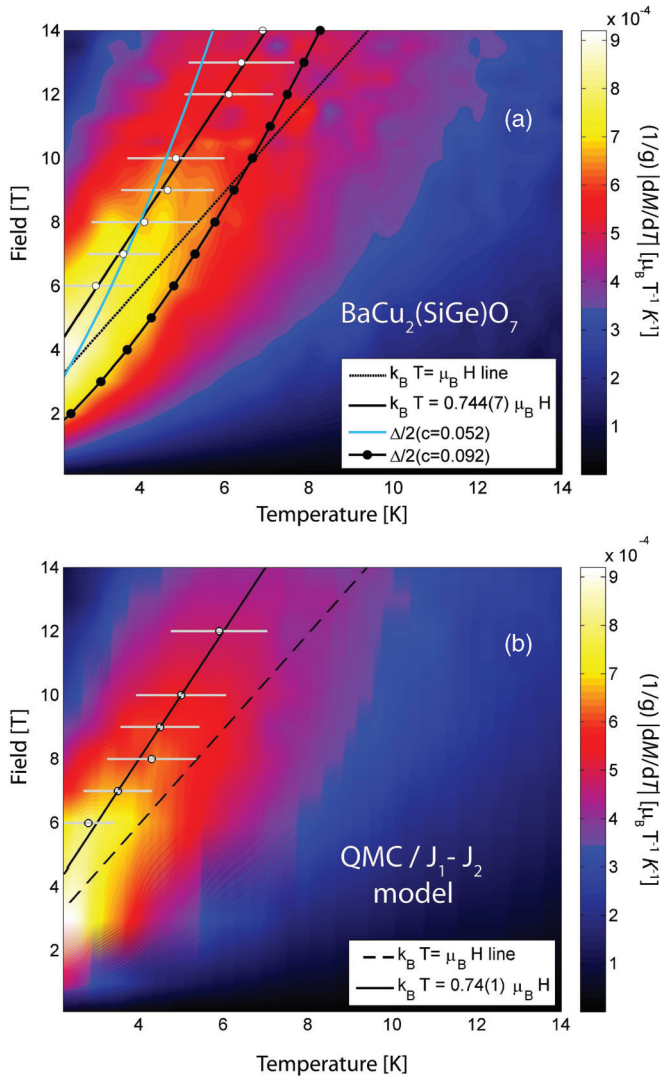 x 10⁻⁴
14
12
10
8
6
4
2
Field [T]
(a)
BaCu₂(SiGe)O₇
k_B T= μ_B H line
k_B T = 0.744(7) μ_B H
Δ/2(c=0.052)
Δ/2(c=0.092)
4 6 8 10 12 14
Temperature [K]
9
8
7
6
5
4
3
2
1
(1/g) |dM/dT| [μ_B T⁻¹ K⁻¹]
x 10⁻⁴
14
12
10
8
6
4
2
Field [T]
(b)
QMC / J₁- J₂
model
k_B T= μ_B H line
k_B T = 0.74(1) μ_B H
4 6 8 10 12 14
Temperature [K]
9
8
7
6
5
4
3
2
1
(1/g) |dM/dT| [μ_B T⁻¹ K⁻¹]